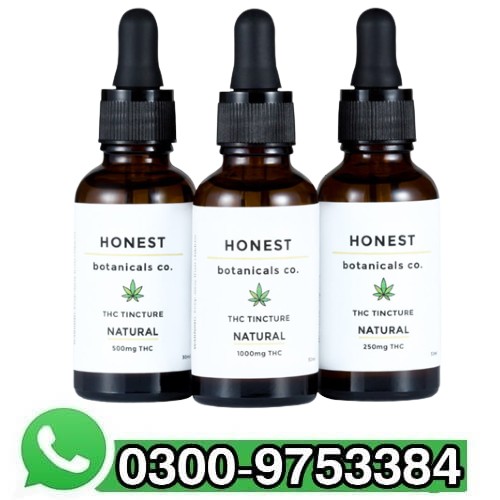 HONEST
botanicals co.
THC TINCTURE
NATURAL
500mg THC
HONEST
botanicals co.
THC TINCTURE
NATURAL
1000mg THC
HONEST
botanicals co.
THC TINCTURE
NATURAL
250mg THC
0300-9753384